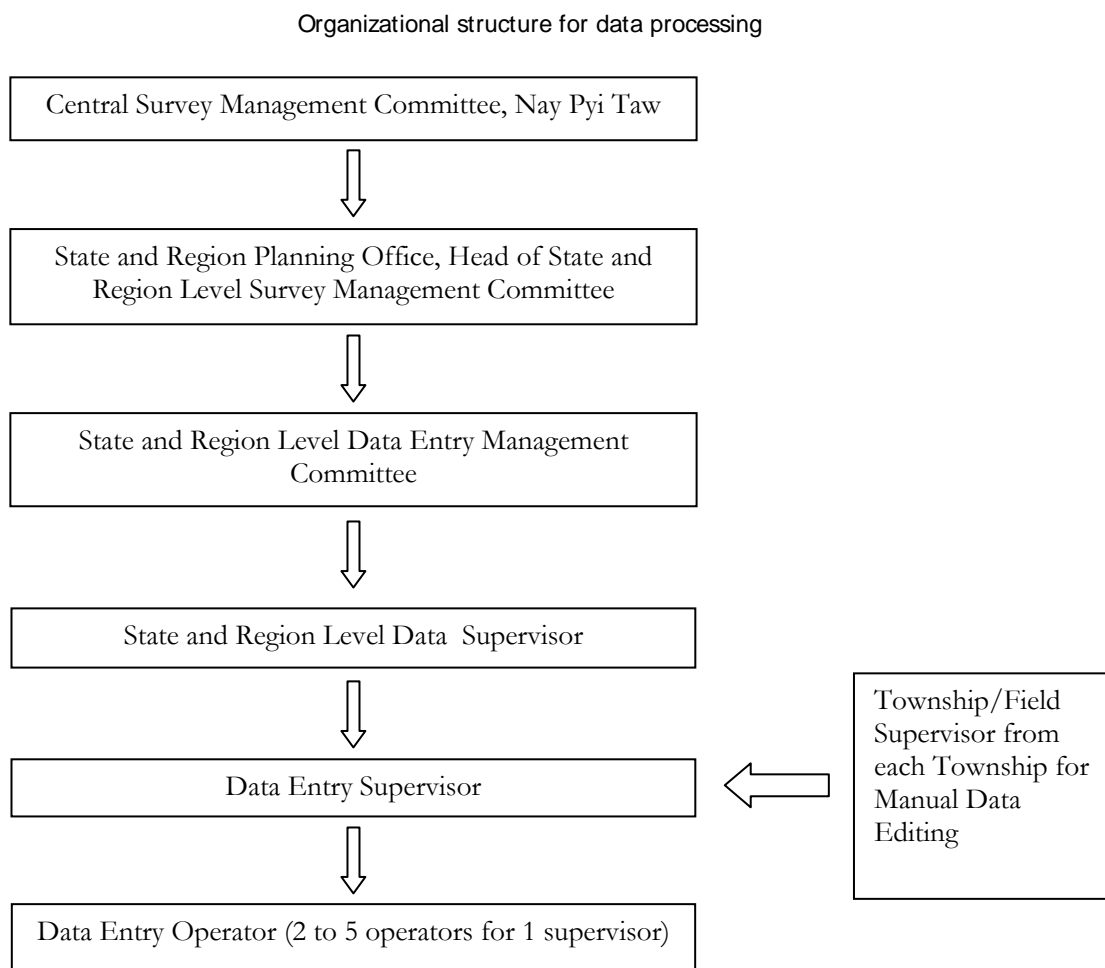 Organizational structure for data processing
Central Survey Management Committee, Nay Pyi Taw
State and Region Planning Office, Head of State and
Region Level Survey Management Committee
State and Region Level Data Entry Management
Committee
State and Region Level Data  Supervisor
Township/Field
Supervisor from
each Township for
Manual Data
Editing
Data Entry Supervisor
Data Entry Operator (2 to 5 operators for 1 supervisor)